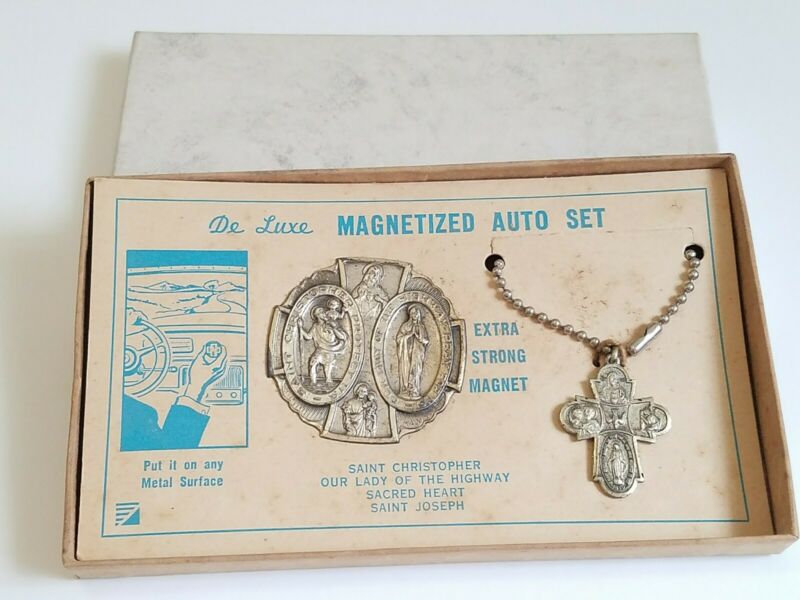 De Luxe MAGNETIZED AUTO SET
EXTRA
STRONG
MAGNET
Put it on any
Metal Surface
SAINT CHRISTOPHER
OUR LADY OF THE HIGHWAY
SACRED HEART
SAINT JOSEPH